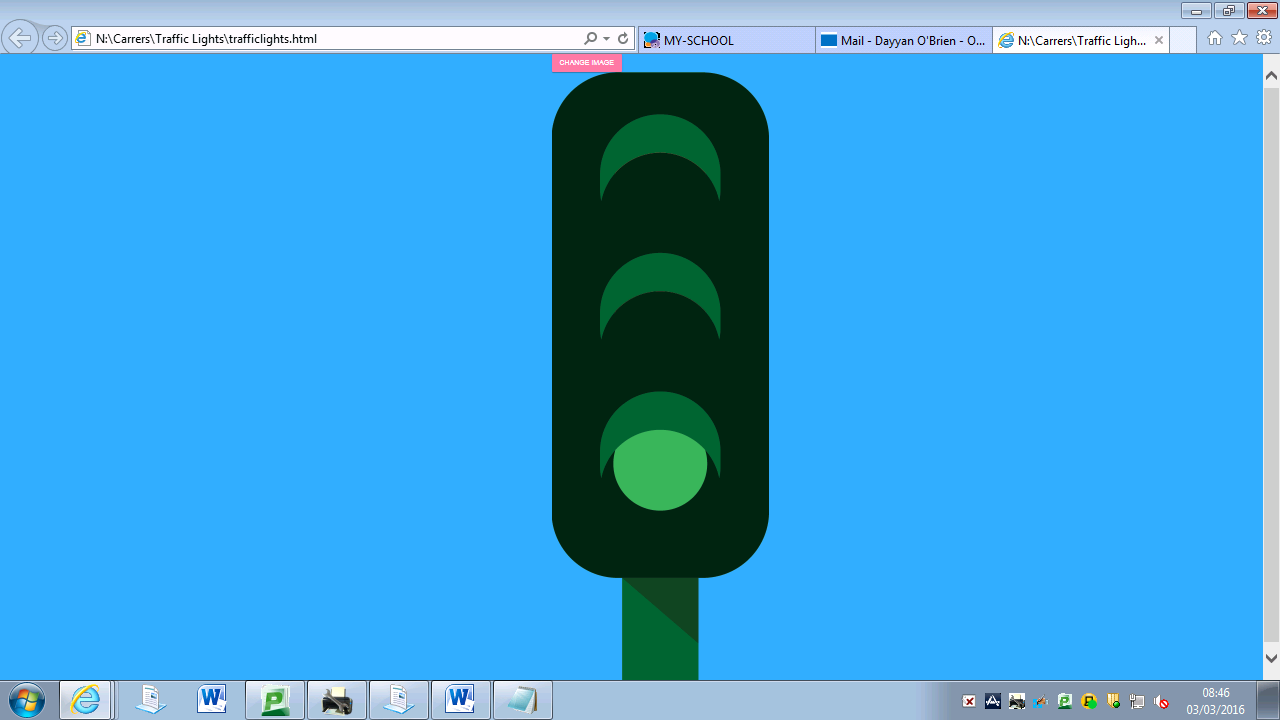 N:\Carrers\Traffic Lights\trafficlights.html
MY-SCHOOL
Mail - Dayyan O'Brien - O...
N:\Carrers\Traffic Ligh...
CHANGE IMAGE
08:46
03/03/2016